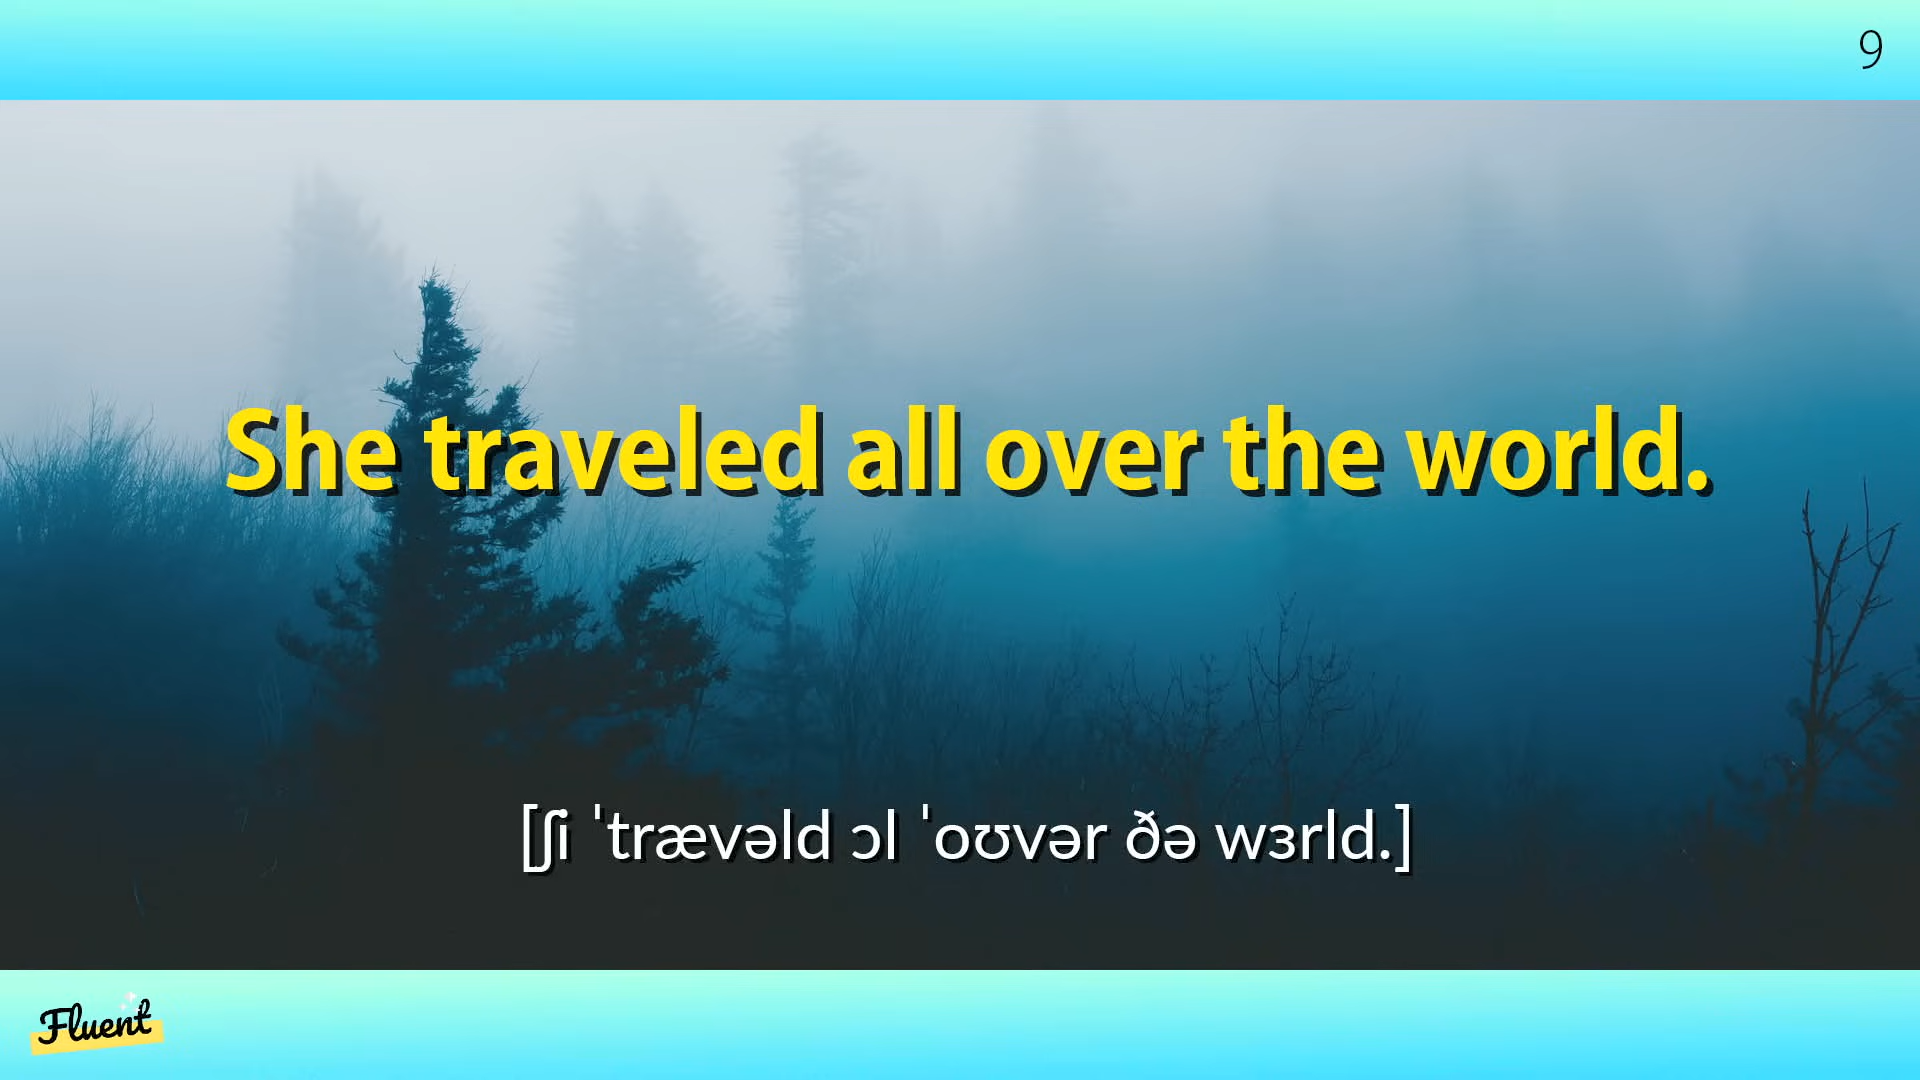 9
She traveled all over the world.
[ʃi ˈtrævəld ɔl ˈoʊvər ðə wɜrld.]
Fluent